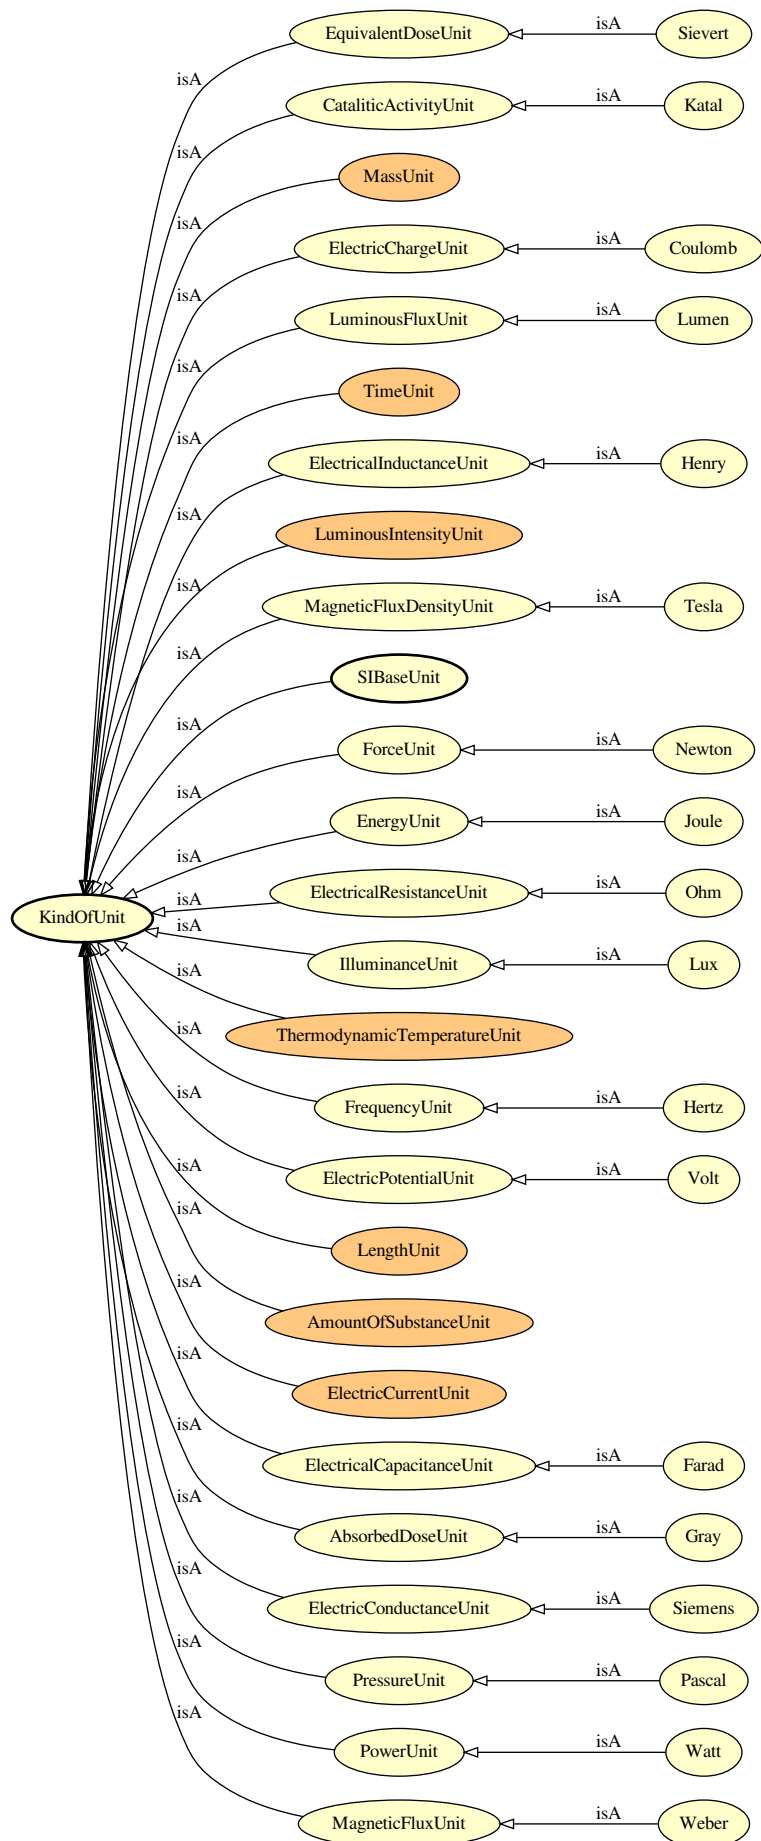 EquivalentDoseUnit isA Sievert
isA
CataliticActivityUnit isA Katal
isA
MassUnit
isA
ElectricChargeUnit isA Coulomb
isA
LuminousFluxUnit isA Lumen
isA
TimeUnit
isA
ElectricalInductanceUnit isA Henry
isA
LuminousIntensityUnit
isA
MagneticFluxDensityUnit isA Tesla
isA
SIBaseUnit
isA
ForceUnit isA Newton
isA
EnergyUnit isA Joule
isA
ElectricalResistanceUnit isA Ohm
isA
KindOfUnit
isA
IlluminanceUnit isA Lux
isA
ThermodynamicTemperatureUnit
isA
FrequencyUnit isA Hertz
isA
ElectricPotentialUnit isA Volt
isA
LengthUnit
isA
AmountOfSubstanceUnit
isA
ElectricCurrentUnit
isA
ElectricalCapacitanceUnit isA Farad
isA
AbsorbedDoseUnit isA Gray
isA
ElectricConductanceUnit isA Siemens
isA
PressureUnit isA Pascal
isA
PowerUnit isA Watt
isA
MagneticFluxUnit isA Weber